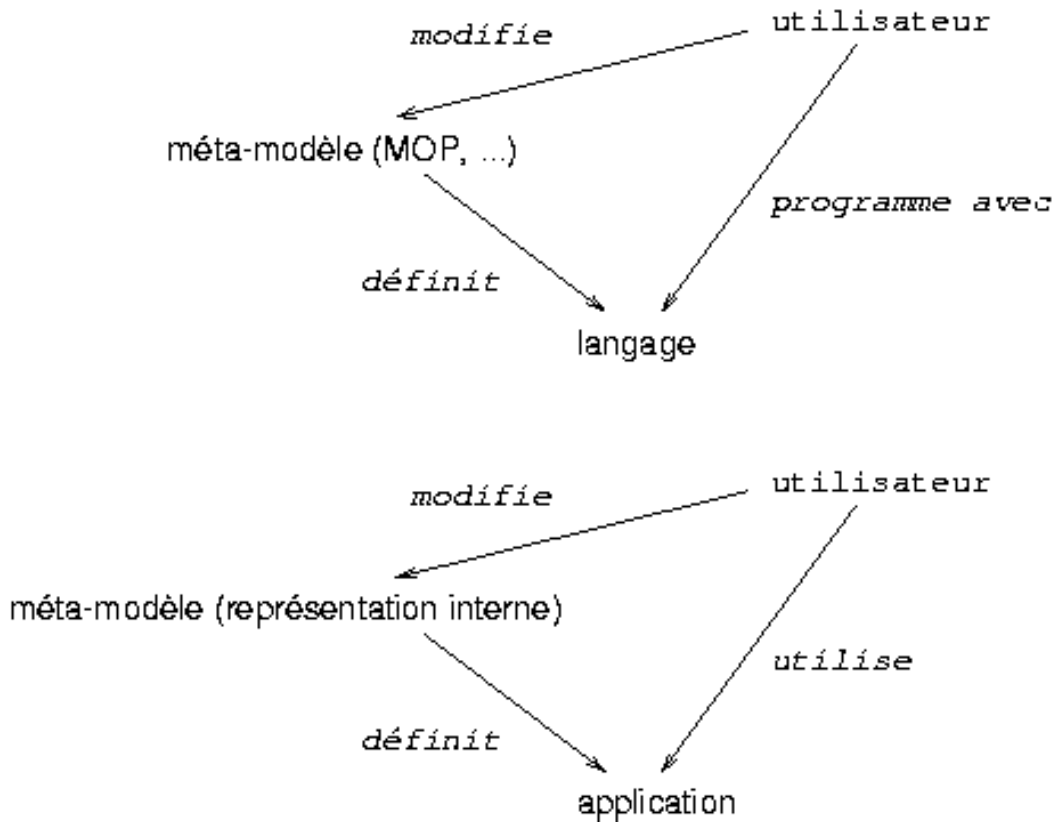 utilisateur
modifie
méta-modèle (MOP, ...)
programme avec
définit
langage
utilisateur
modifie
méta-modèle (représentation interne)
utilise
définit
application